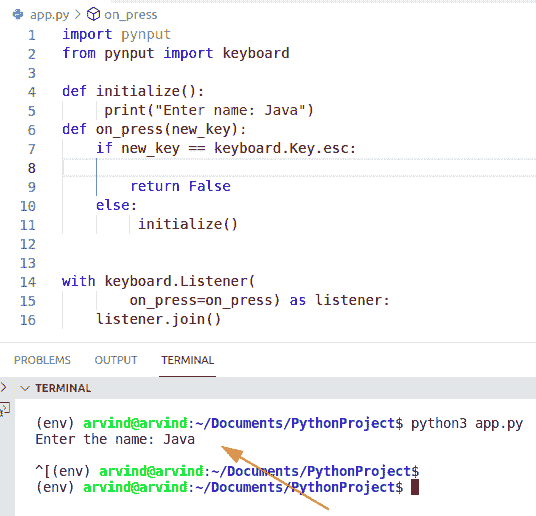 app.py > on_press
1 import pynput
2 from pynput import keyboard
3
4 def initialize():
5 print("Enter name: Java")
6 def on_press(new_key):
7 if new_key == keyboard.Key.esc:
8
9 return False
10 else:
11 initialize()
12
13
14 with keyboard.Listener(
15 on_press=on_press) as listener:
16 listener.join()
PROBLEMS OUTPUT TERMINAL
TERMINAL
(env) arvind@arvind:~/Documents/PythonProject$ python3 app.py
Enter the name: Java
^[(env) arvind@arvind:~/Documents/PythonProject$
(env) arvind@arvind:~/Documents/PythonProject$